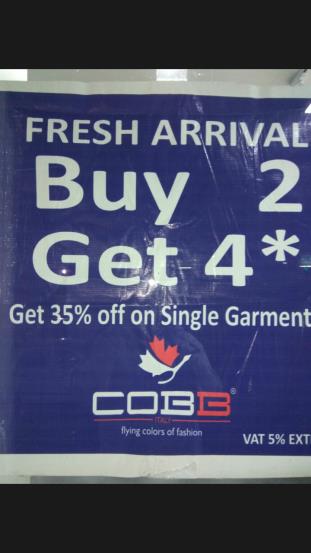 FRESH ARRIVAL
Buy 2
Get 4*
Get 35% off on Single Garment
COBB®
ITALY
flying colors of fashion
VAT 5% EXT